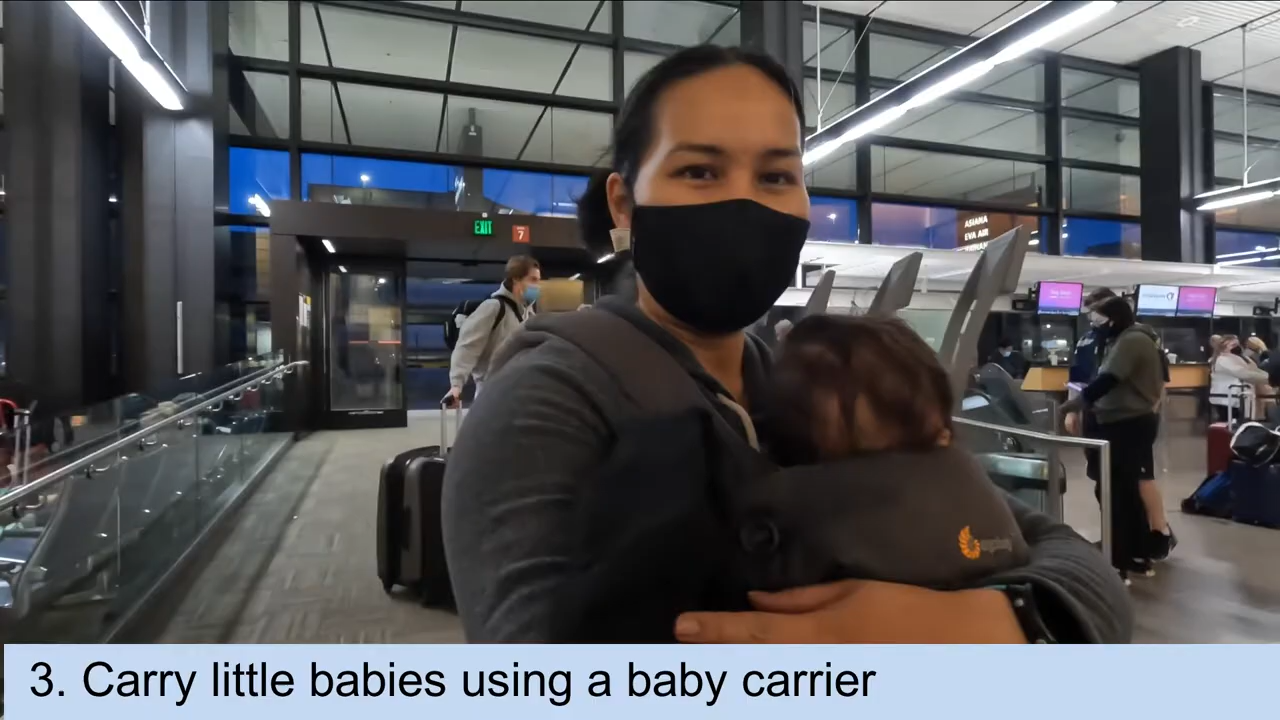 EXIT
7
ASIANA
EVA AIR
3. Carry little babies using a baby carrier